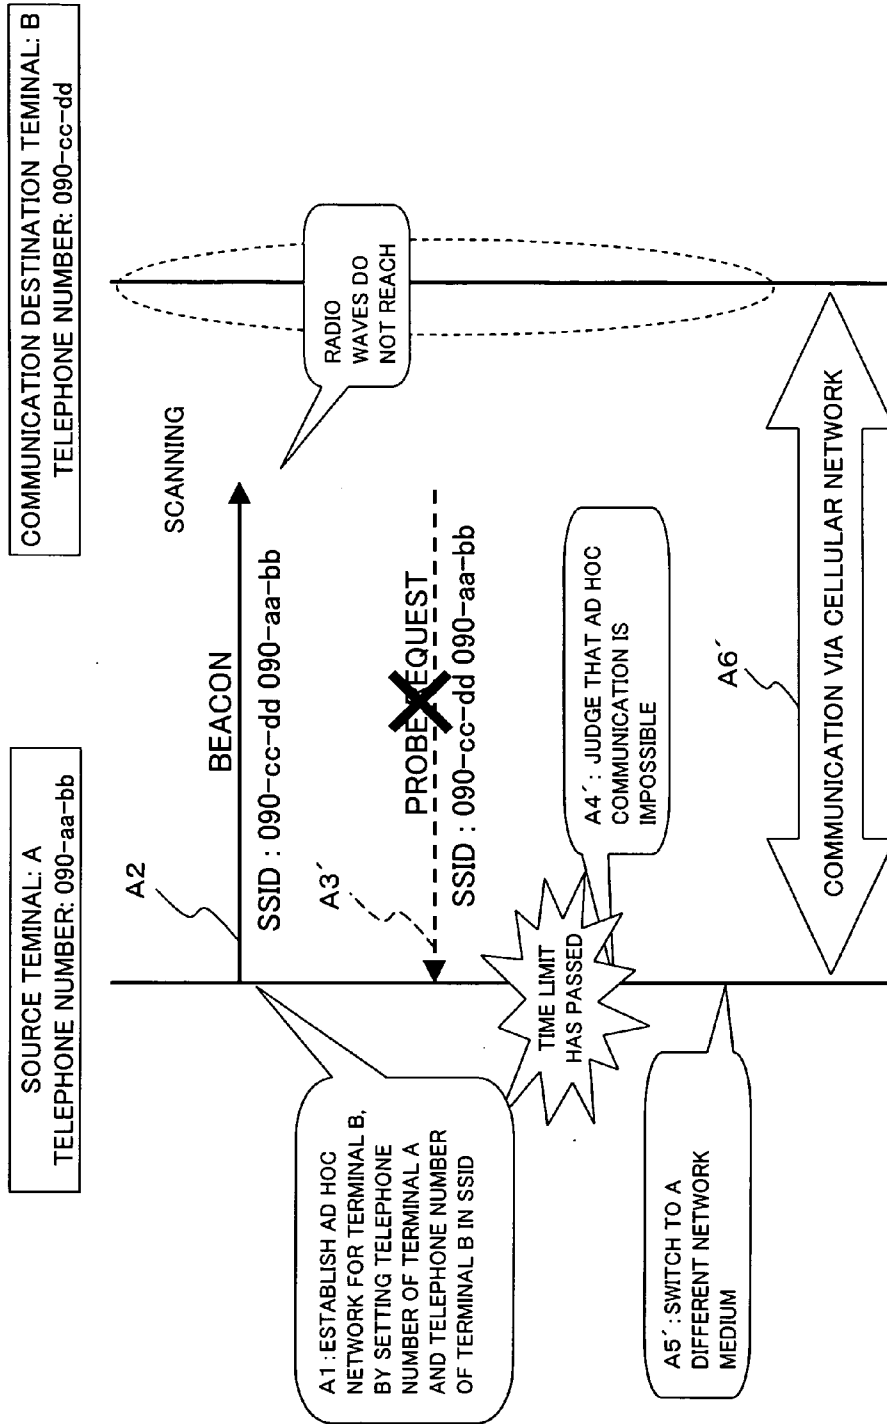 SOURCE TEMINAL: A
TELEPHONE NUMBER: 090-aa-bb
COMMUNICATION DESTINATION TEMINAL: B
TELEPHONE NUMBER: 090-cc-dd
A1:ESTABLISH AD HOC
NETWORK FOR TERMINAL B,
BY SETTING TELEPHONE
NUMBER OF TERMINAL A
AND TELEPHONE NUMBER
OF TERMINAL B IN SSID
A2
BEACON
SSID : 090-cc-dd 090-aa-bb
SCANNING
RADIO
WAVES DO
NOT REACH
A3´
PROBE REQUEST
SSID : 090-cc-dd 090-aa-bb
TIME LIMIT
HAS PASSED
A4´: JUDGE THAT AD HOC
COMMUNICATION IS
IMPOSSIBLE
A5´:SWITCH TO A
DIFFERENT NETWORK
MEDIUM
A6´
COMMUNICATION VIA CELLULAR NETWORK